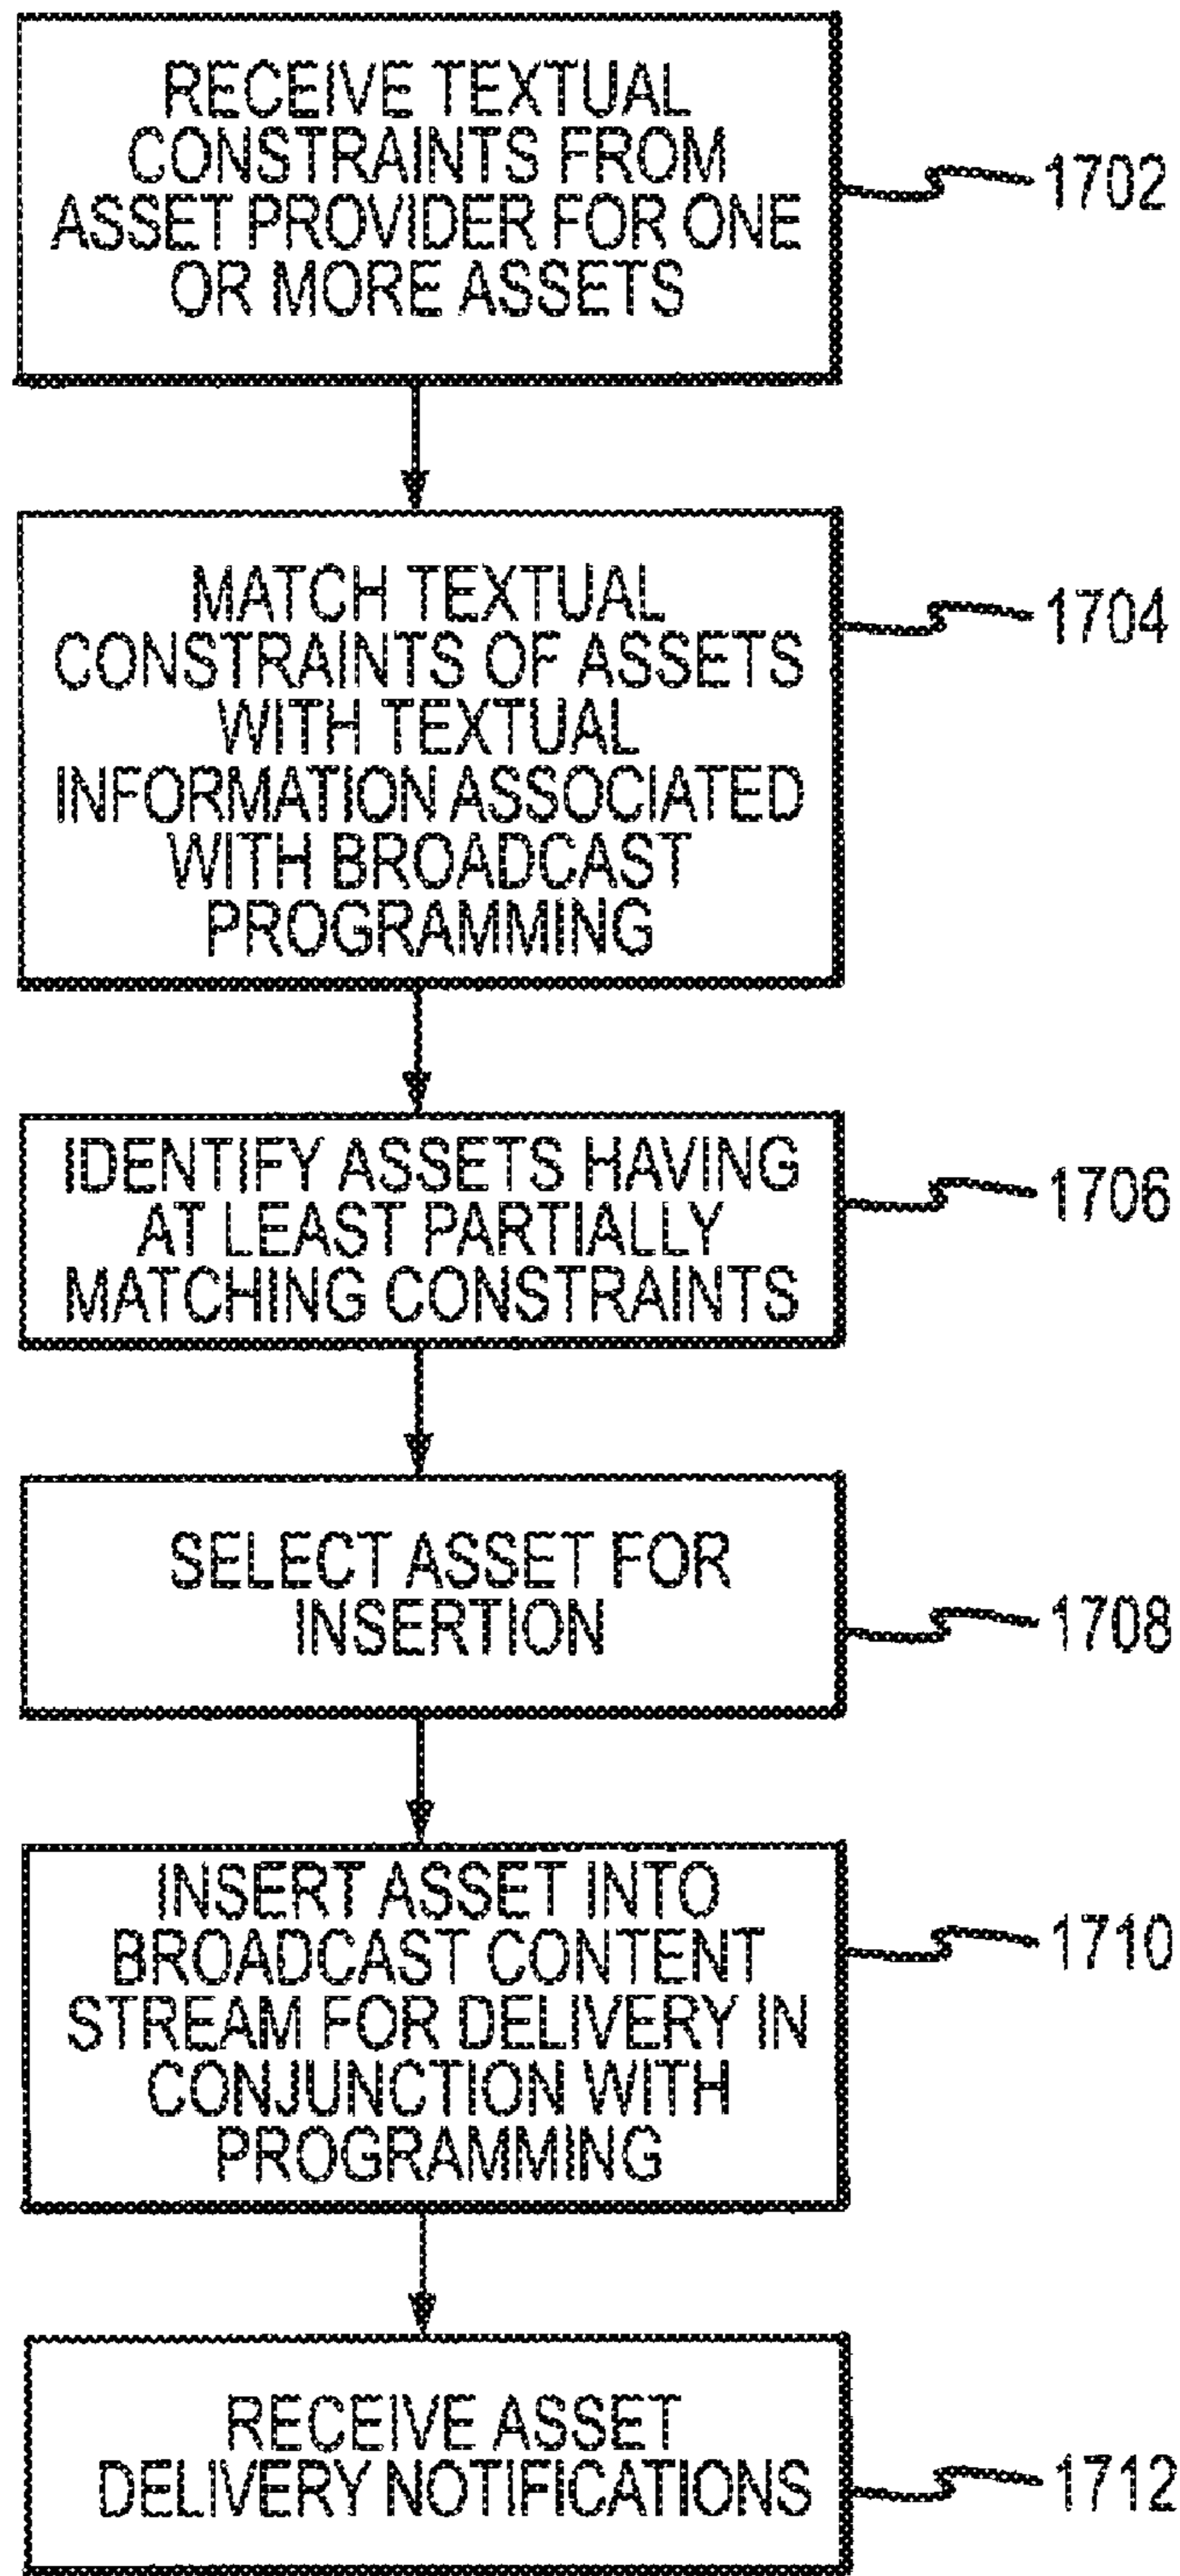 RECEIVE TEXTUAL
CONSTRAINTS FROM
ASSET PROVIDER FOR ONE
OR MORE ASSETS
1702
MATCH TEXTUAL
CONSTRAINTS OF ASSETS
WITH TEXTUAL
INFORMATION ASSOCIATED
WITH BROADCAST
PROGRAMMING
1704
IDENTIFY ASSETS HAVING
AT LEAST PARTIALLY
MATCHING CONSTRAINTS
1706
SELECT ASSET FOR
INSERTION
1708
INSERT ASSET INTO
BROADCAST CONTENT
STREAM FOR DELIVERY IN
CONJUNCTION WITH
PROGRAMMING
1710
RECEIVE ASSET
DELIVERY NOTIFICATIONS
1712